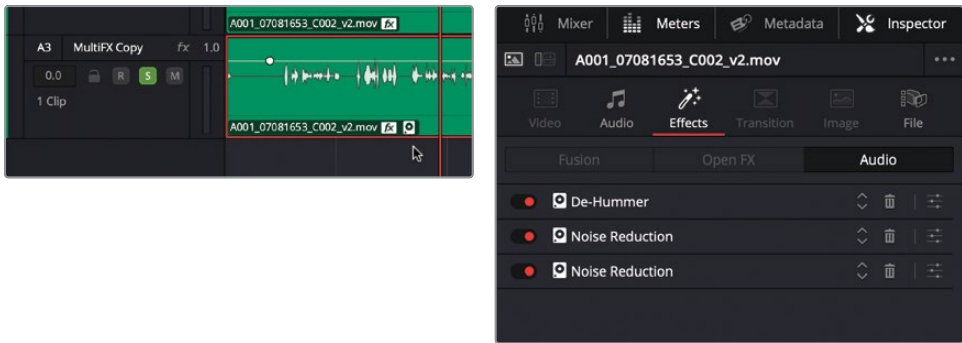 A001_07081653_C002_v2.mov fx
A3 MultiFX Copy fx 1.0
0.0 R S M
1 Clip
A001_07081653_C002_v2.mov fx
Mixer Meters Metadata Inspector
A001_07081653_C002_v2.mov
Video Audio Effects Transition Image File
Fusion Open FX Audio
De-Hummer
Noise Reduction
Noise Reduction